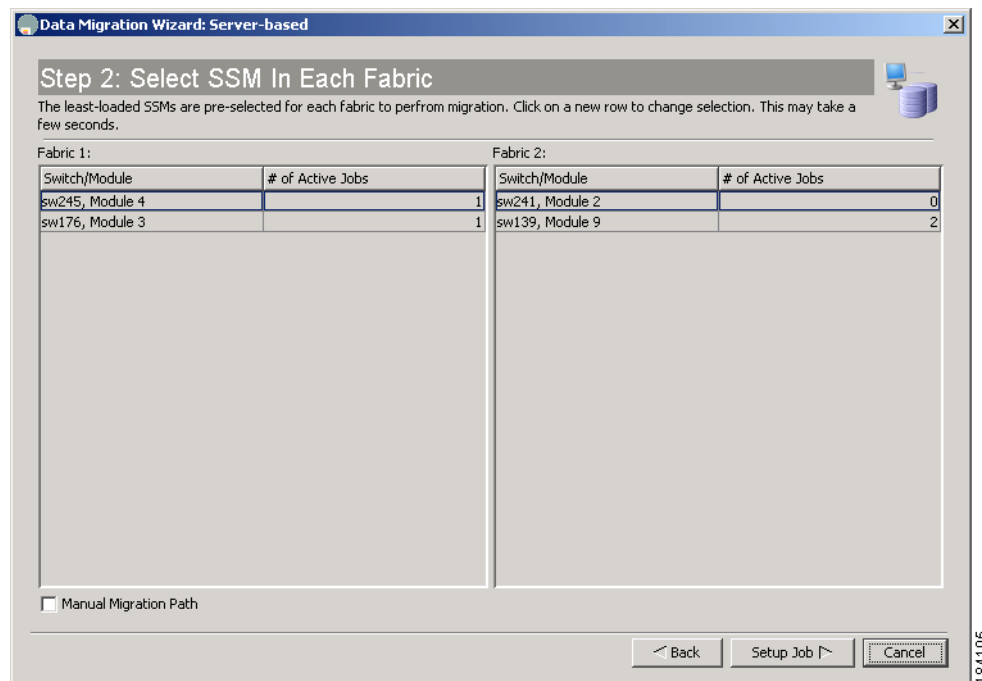 Data Migration Wizard: Server-based
Step 2: Select SSM In Each Fabric
The least-loaded SSMs are pre-selected for each fabric to perfrom migration. Click on a new row to change selection. This may take a
few seconds.
Fabric 1:
Switch/Module # of Active Jobs
sw245, Module 4 1
sw176, Module 3 1
Fabric 2:
Switch/Module # of Active Jobs
sw241, Module 2 0
sw139, Module 9 2
Manual Migration Path
Back
Setup Job
Cancel
184195